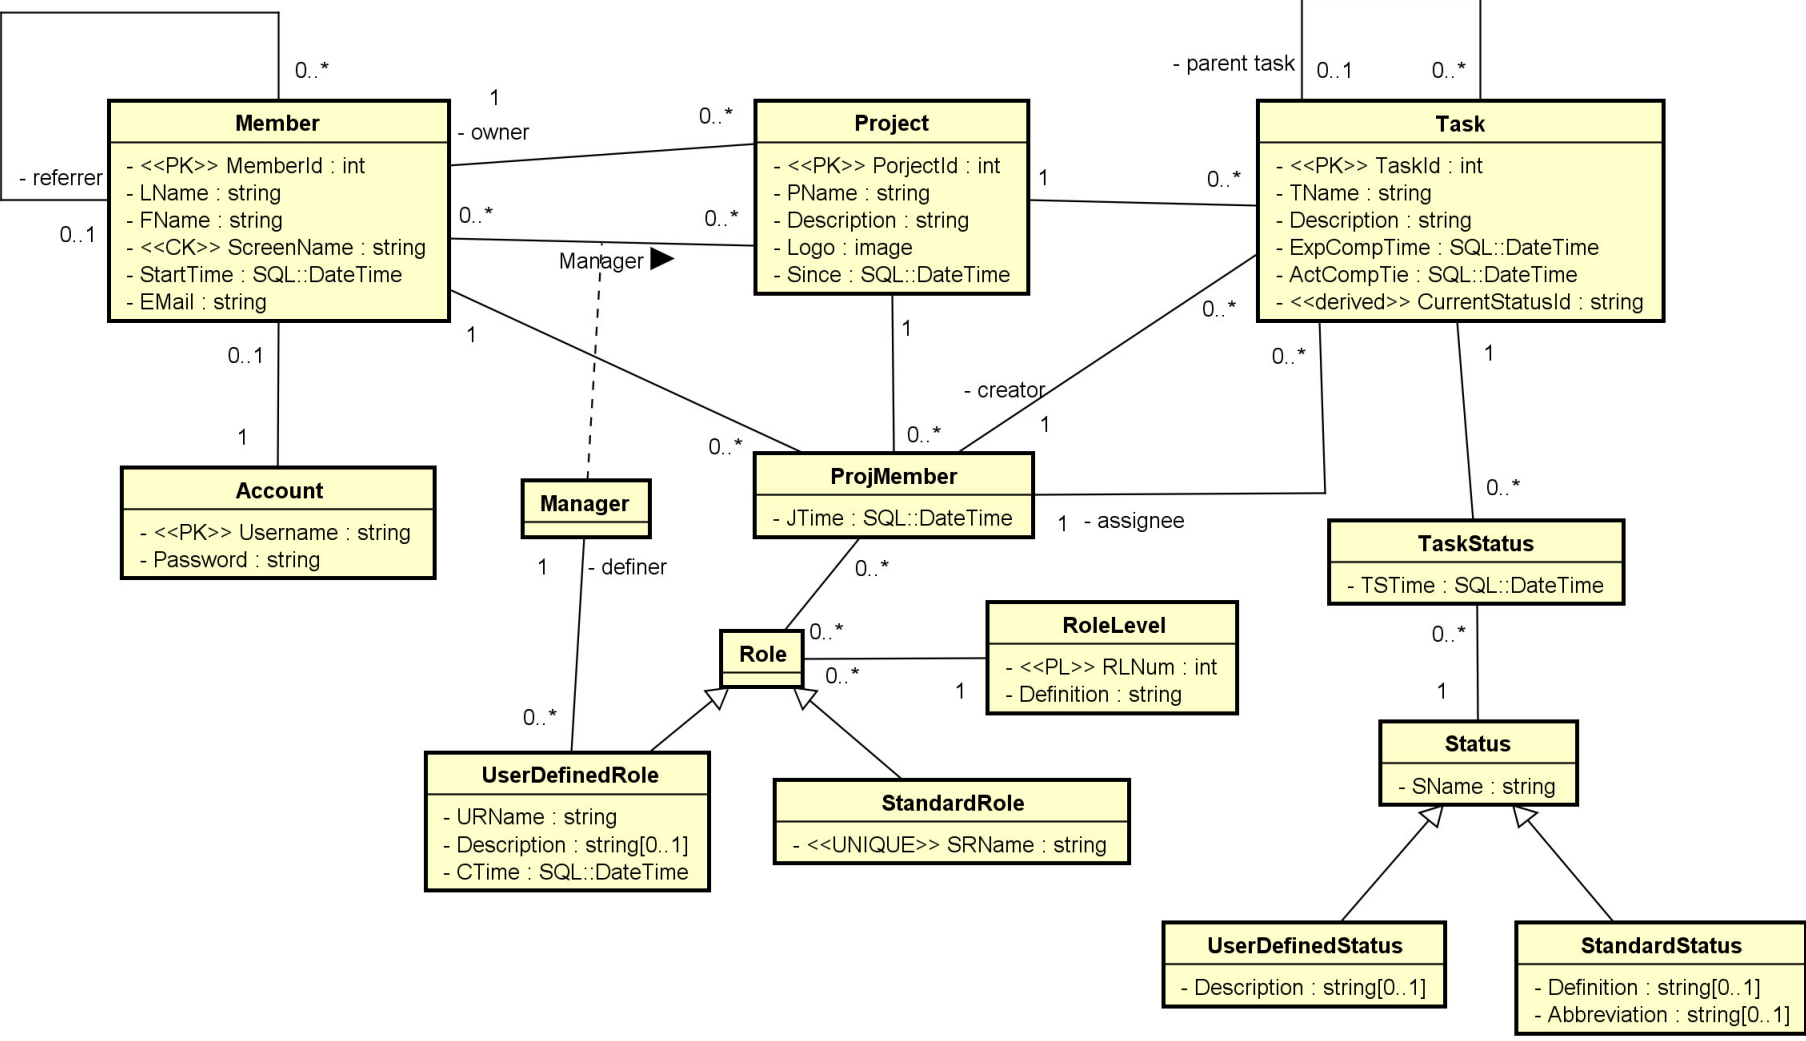 - parent task
0..1
0..*
0..*
1
- owner
0..*
Member
- <<PK>> MemberId : int
- LName : string
- FName : string
- <<CK>> ScreenName : string
- StartTime : SQL::DateTime
- EMail : string
- referrer
0..1
Project
- <<PK>> PorjectId : int
- PName : string
- Description : string
- Logo : image
- Since : SQL::DateTime
Task
- <<PK>> TaskId : int
- TName : string
- Description : string
- ExpCompTime : SQL::DateTime
- ActCompTie : SQL::DateTime
- <<derived>> CurrentStatusId : string
1
0..*
0..*
0..*
Manager
1
1
0..*
0..*
1
0..1
1
- creator
1
0..*
0..*
0..*
Account
- <<PK>> Username : string
- Password : string
Manager
1
- definer
ProjMember
- JTime : SQL::DateTime
1
- assignee
TaskStatus
- TSTime : SQL::DateTime
0..*
0..*
Role
0..*
1
RoleLevel
- <<PL>> RLNum : int
- Definition : string
0..*
1
0..*
Status
- SName : string
UserDefinedRole
- URName : string
- Description : string[0..1]
- CTime : SQL::DateTime
StandardRole
- <<UNIQUE>> SRName : string
UserDefinedStatus
- Description : string[0..1]
StandardStatus
- Definition : string[0..1]
- Abbreviation : string[0..1]